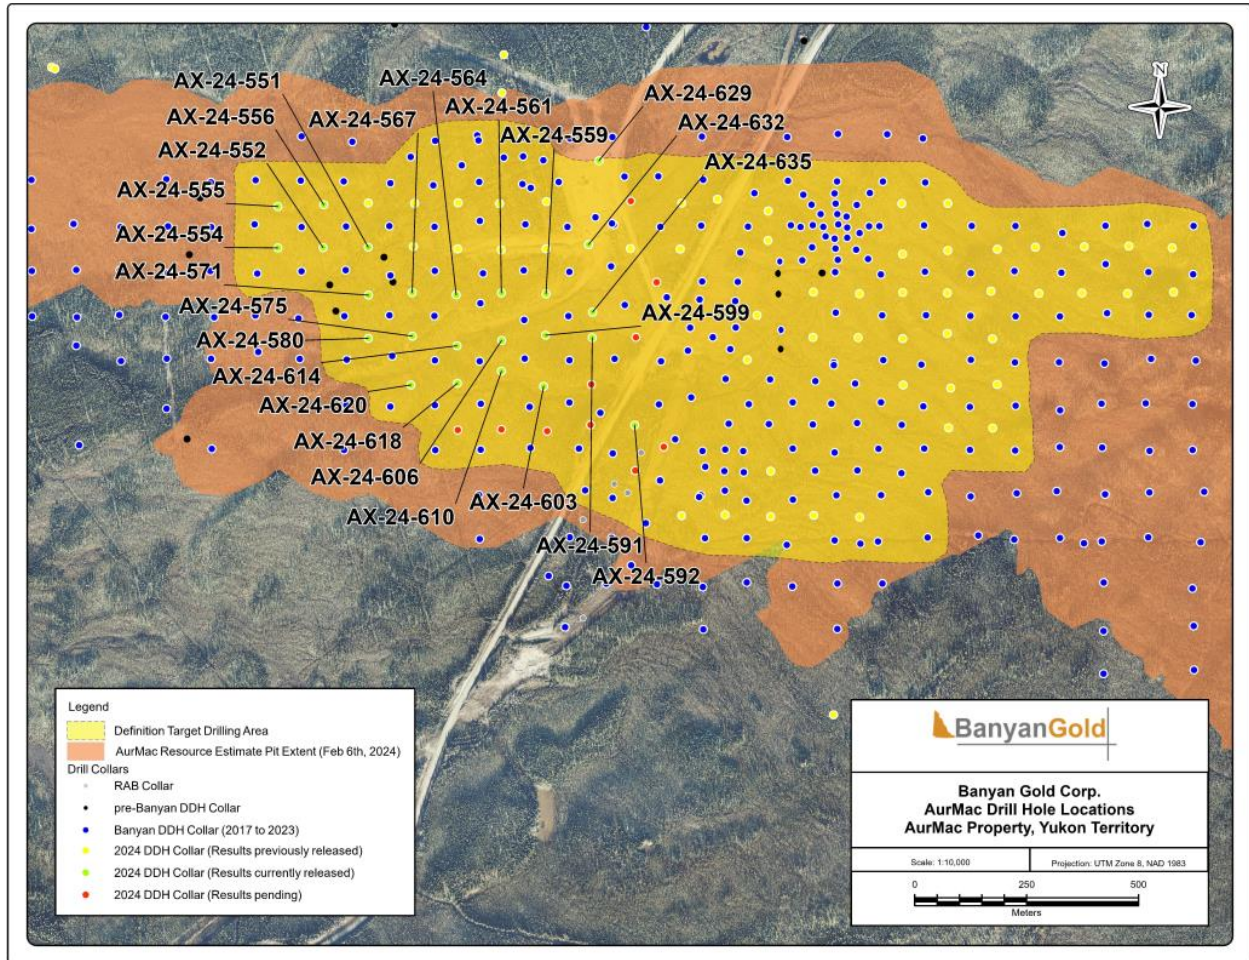 AX-24-551
AX-24-564
AX-24-629
AX-24-556
AX-24-567
AX-24-561
AX-24-632
AX-24-552
AX-24-559
AX-24-635
AX-24-555
AX-24-554
AX-24-571
AX-24-575
AX-24-599
AX-24-580
AX-24-614
AX-24-620
AX-24-618
AX-24-606
AX-24-603
AX-24-610
AX-24-591
AX-24-592
N
Legend
Definition Target Drilling Area
AurMac Resource Estimate Pit Extent (Feb 6th, 2024)
Drill Collars
RAB Collar
pre-Banyan DDH Collar
Banyan DDH Collar (2017 to 2023)
2024 DDH Collar (Results previously released)
2024 DDH Collar (Results currently released)
2024 DDH Collar (Results pending)
BanyanGold
Banyan Gold Corp.
AurMac Drill Hole Locations
AurMac Property, Yukon Territory
Scale: 1:10,000 Projection: UTM Zone 8, NAD 1983
0 250 500
Meters